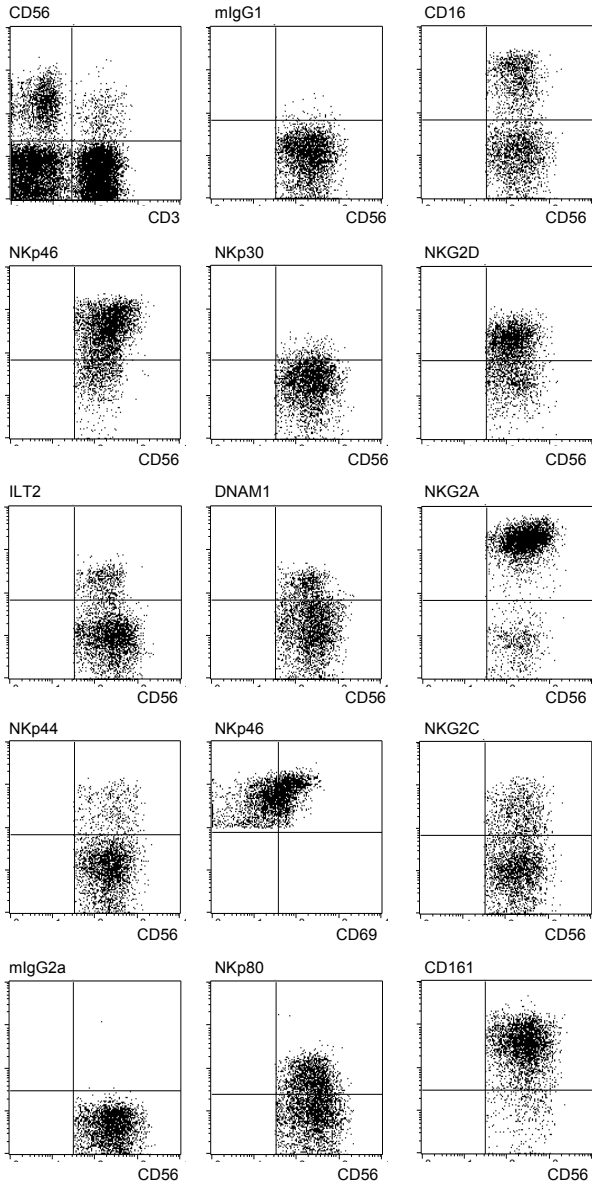 CD56 mIgG1 CD16
CD3 CD56 CD56
NKp46 NKp30 NKG2D
CD56 CD56 CD56
ILT2 DNAM1 NKG2A
CD56 CD56 CD56
NKp44 NKp46 NKG2C
CD56 CD69 CD56
mIgG2a NKp80 CD161
CD56 CD56 CD56